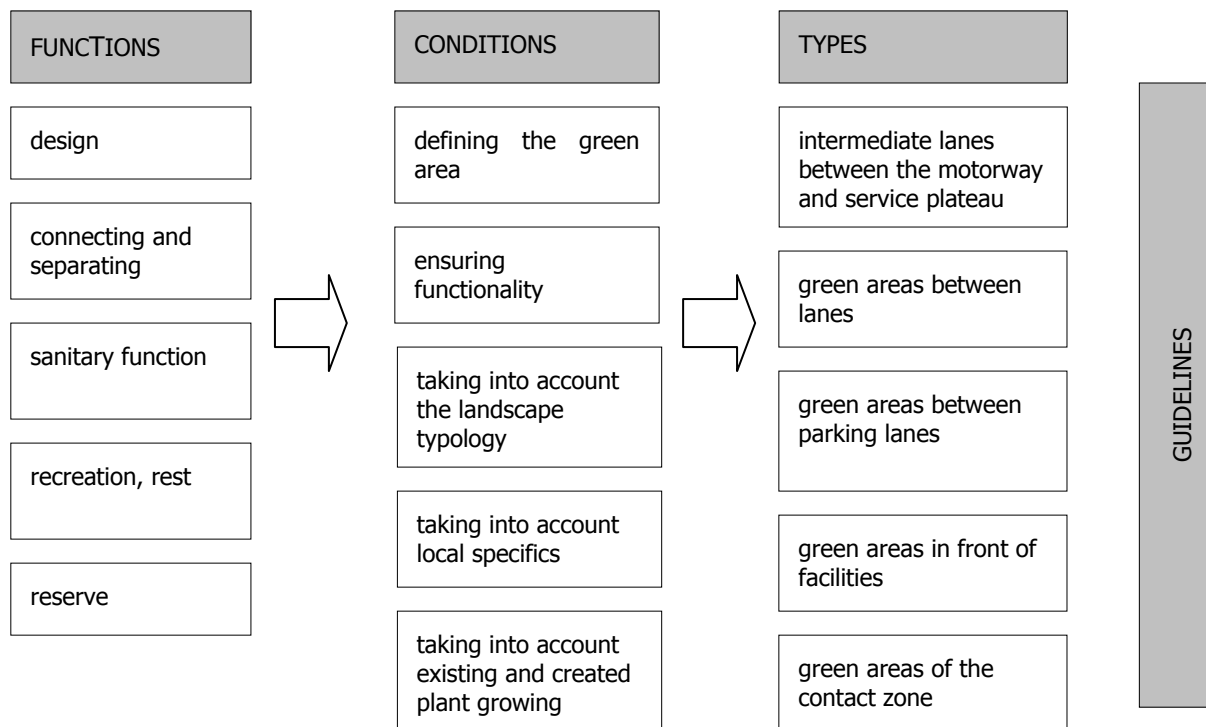 FUNCTIONS
design
connecting and
separating
sanitary function
recreation, rest
reserve
CONDITIONS
defining the green
area
ensuring
functionality
taking into account
the landscape
typology
taking into account
local specifics
taking into account
existing and created
plant growing
TYPES
intermediate lanes
between the motorway
and service plateau
green areas between
lanes
green areas between
parking lanes
green areas in front of
facilities
green areas of the
contact zone
GUIDELINES